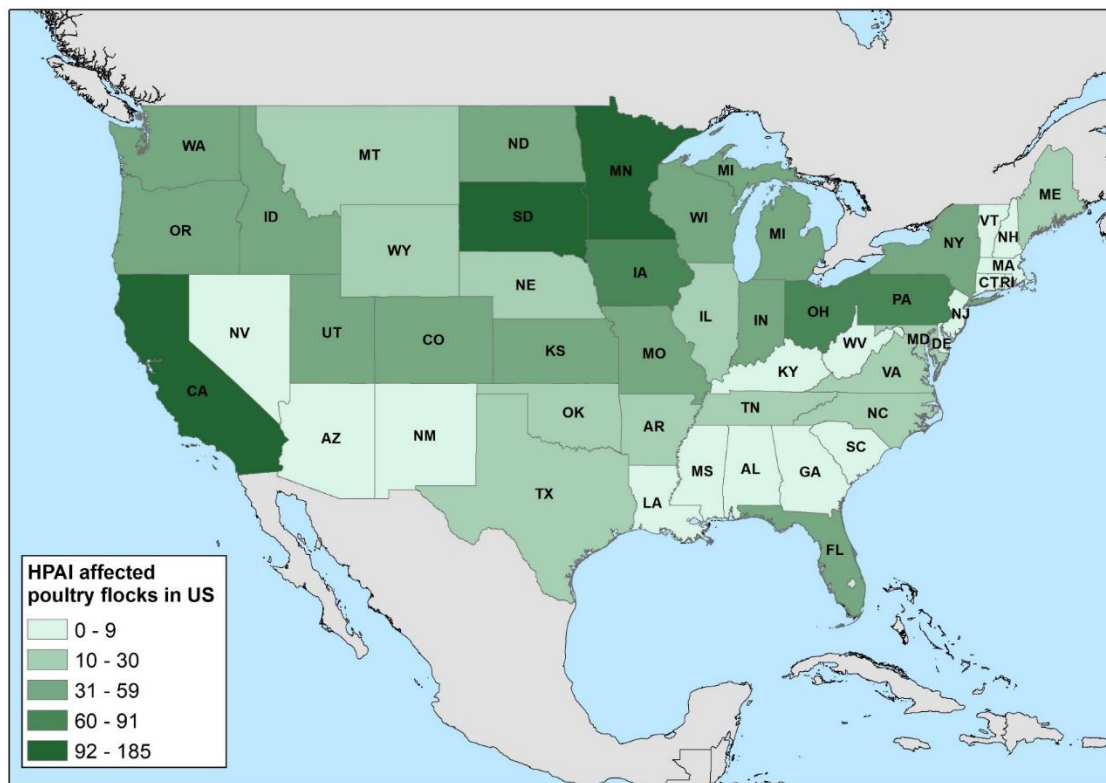 WA
MT
ND
MN
MI
ME
VT
NH
OR
ID
SD
WI
MI
NY
WY
MA
CT
RI
IA
NE
PA
NJ
NV
UT
CO
IL
IN
OH
MD
DE
KS
MO
WV
VA
KY
CA
OK
TN
NC
AZ
NM
AR
SC
MS
AL
GA
TX
LA
FL
HPAI affected
poultry flocks in US
0 - 9
10 - 30
31 - 59
60 - 91
92 - 185